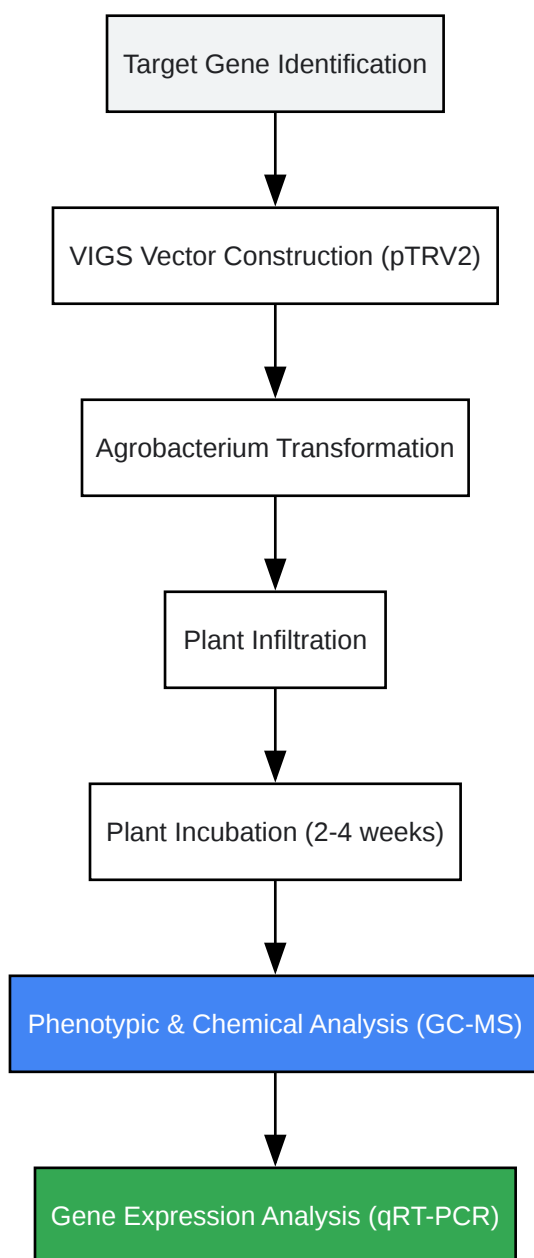 Target Gene Identification
VIGS Vector Construction (pTRV2)
Agrobacterium Transformation
Plant Infiltration
Plant Incubation (2-4 weeks)
Phenotypic & Chemical Analysis (GC-MS)
Gene Expression Analysis (qRT-PCR)